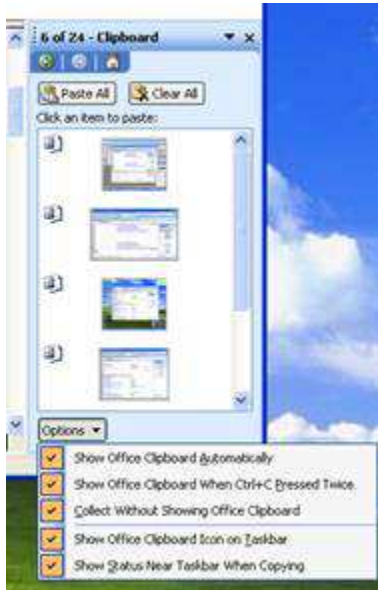 6 of 24 - Clipboard
Paste All Clear All
Click an item to paste:
Options
Show Office Clipboard Automatically
Show Office Clipboard When Ctrl+C Pressed Twice
Collect Without Showing Office Clipboard
Show Office Clipboard Icon on Taskbar
Show Status Near Taskbar When Copying